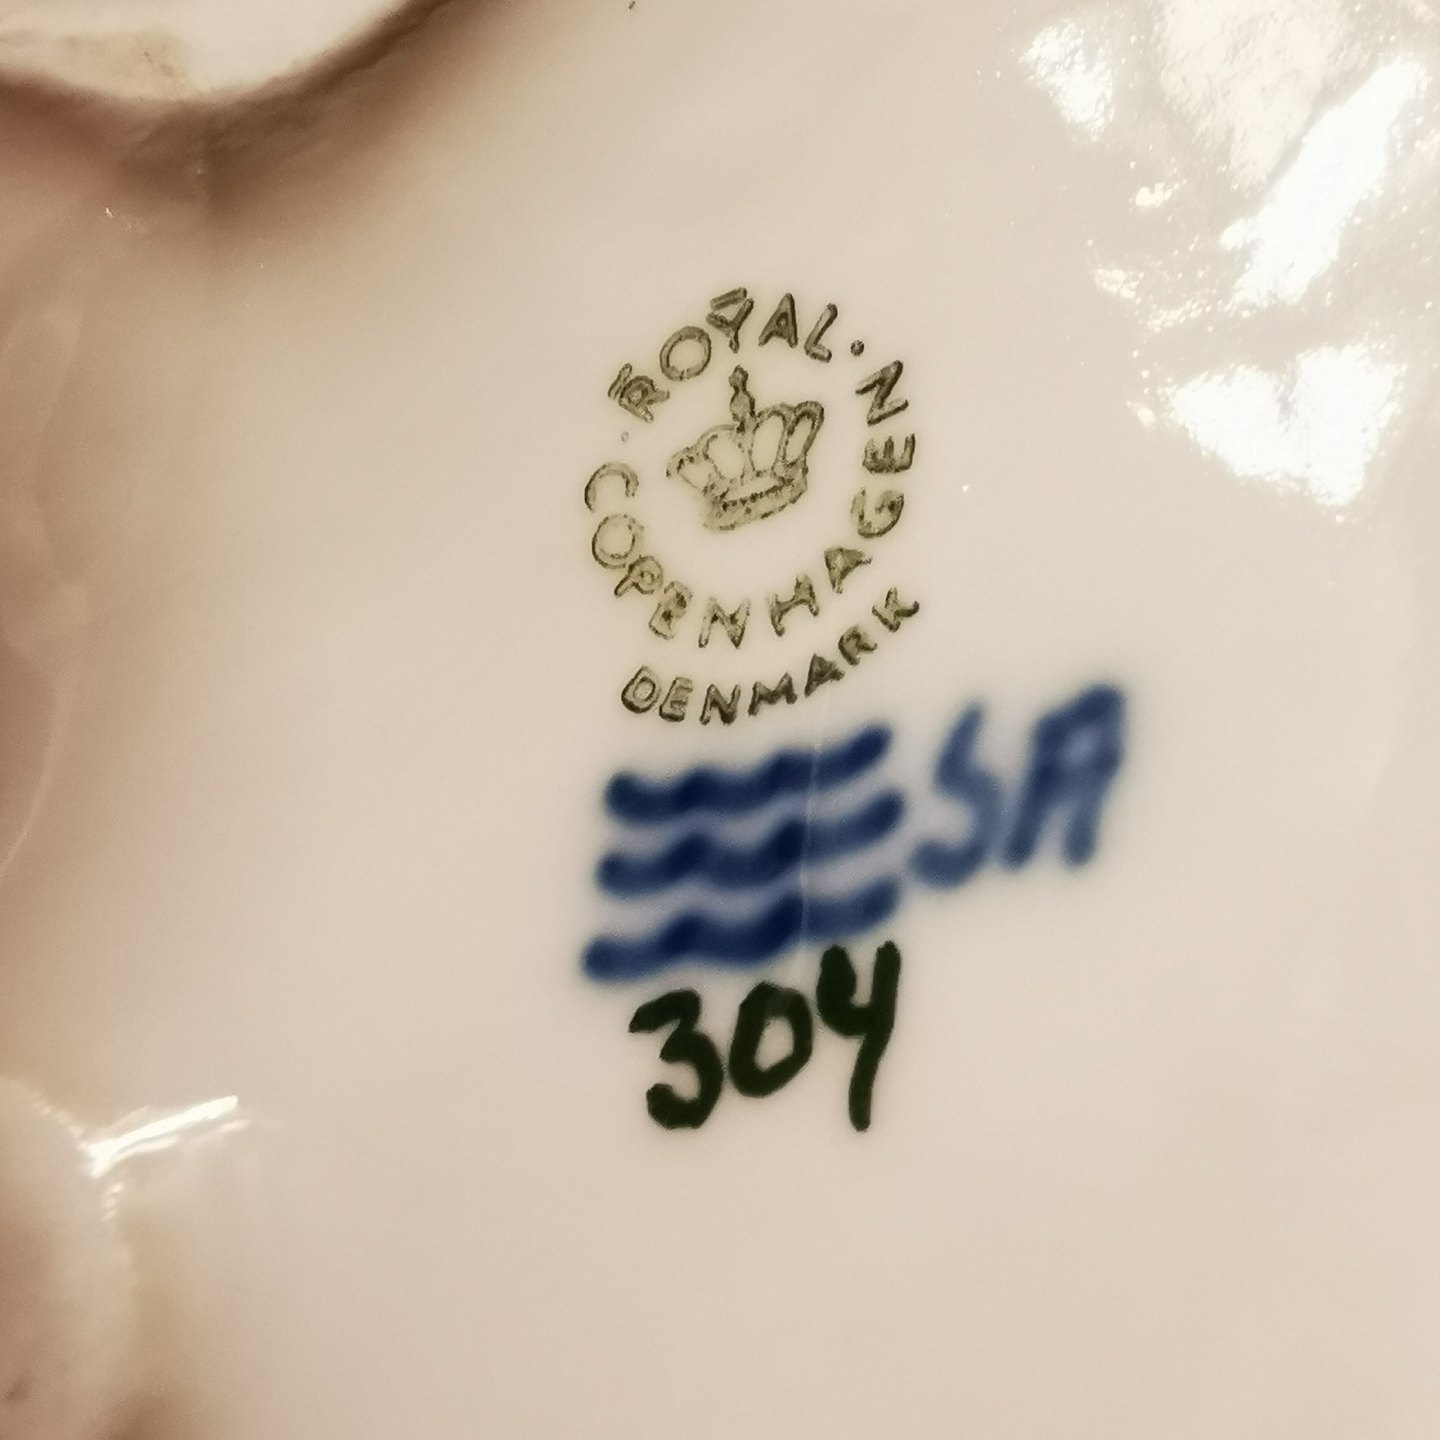 ROYAL · COPENHAGEN ·
DENMARK
SA
304